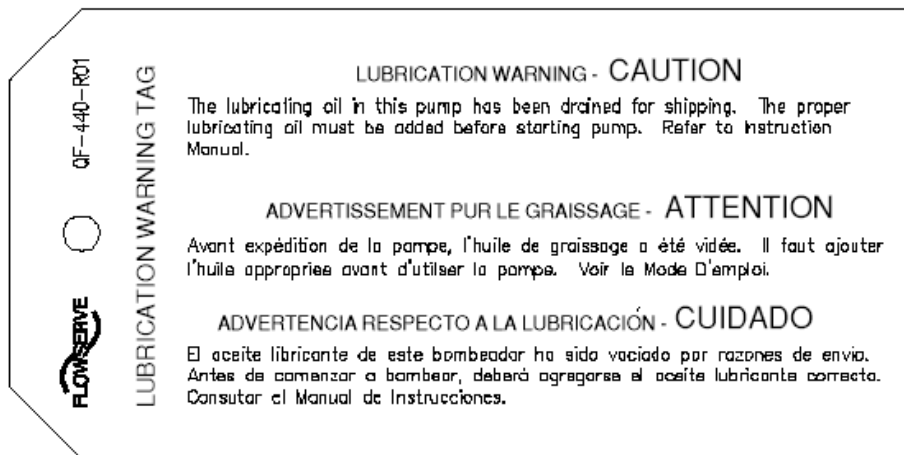 QF-440-R01
FLOWSERVE
LUBRICATION WARNING TAG
LUBRICATION WARNING - CAUTION
The lubricating oil in this pump has been drained for shipping. The proper
lubricating oil must be added before starting pump. Refer to Instruction
Manual.
ADVERTISSEMENT PUR LE GRAISSAGE - ATTENTION
Avant expédition de la pompe, l'huile de graissage a été vidée. Il faut ajouter
l'huile appropriee avant d'utilser la pompe. Voir le Mode D'emploi.
ADVERTENCIA RESPECTO A LA LUBRICACIÓN - CUIDADO
El aceite libricante de este bombeador ha sido vaciado por razones de envio.
Antes de comenzar a bombear, deberá agregarse el aceite lubricante correcto.
Consutar el Manual de Instrucciones.